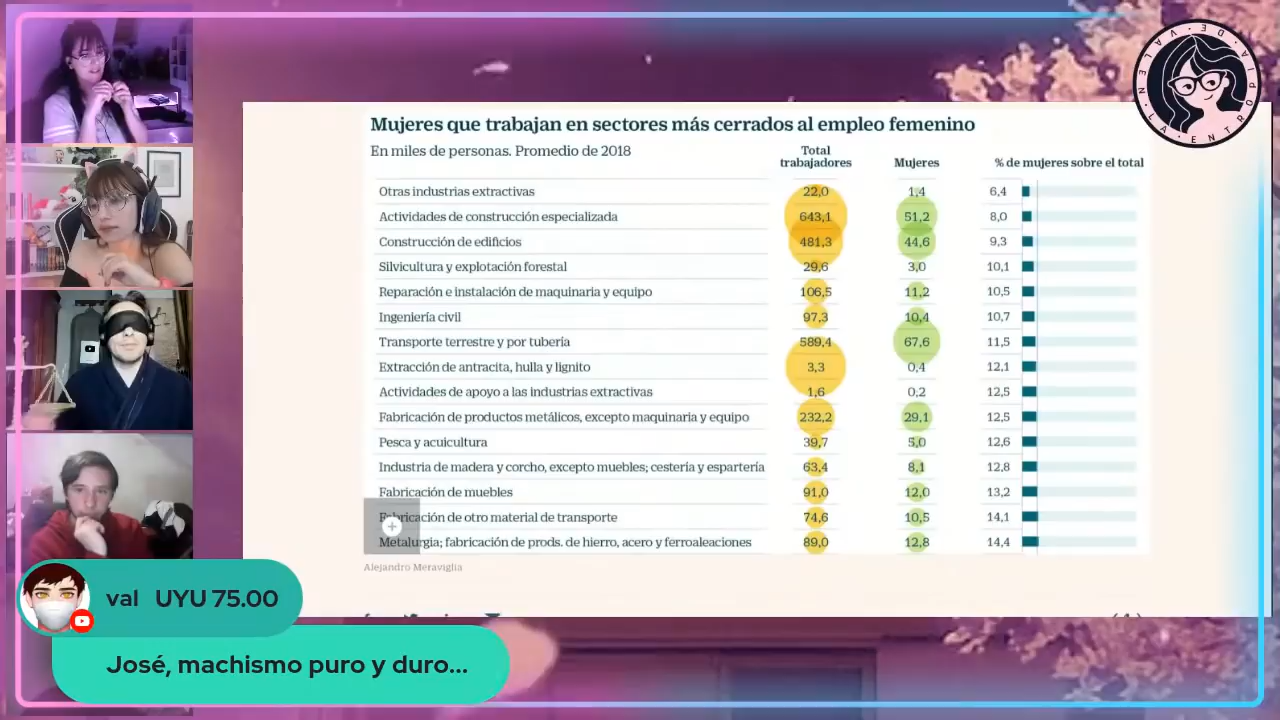 LA ENTROPIA DE VALEN
Mujeres que trabajan en sectores más cerrados al empleo femenino
En miles de personas. Promedio de 2018
Total trabajadores Mujeres % de mujeres sobre el total
Otras industrias extractivas 22,0 1,4 6,4
Actividades de construcción especializada 643,1 51,2 8,0
Construcción de edificios 481,3 44,6 9,3
Silvicultura y explotación forestal 29,6 3,0 10,1
Reparación e instalación de maquinaria y equipo 106,5 11,2 10,5
Ingeniería civil 97,3 10,4 10,7
Transporte terrestre y por tubería 589,4 67,6 11,5
Extracción de antracita, hulla y lignito 3,3 0,4 12,1
Actividades de apoyo a las industrias extractivas 1,6 0,2 12,5
Fabricación de productos metálicos, excepto maquinaria y equipo 232,2 29,1 12,5
Pesca y acuicultura 39,7 5,0 12,6
Industria de madera y corcho, excepto muebles; cestería y espartería 63,4 8,1 12,8
Fabricación de muebles 91,0 12,0 13,2
Fabricación de otro material de transporte 74,6 10,5 14,1
Metalurgia; fabricación de prods. de hierro, acero y ferroaleaciones 89,0 12,8 14,4
Alejandro Meraviglia
val UYU 75.00
José, machismo puro y duro...